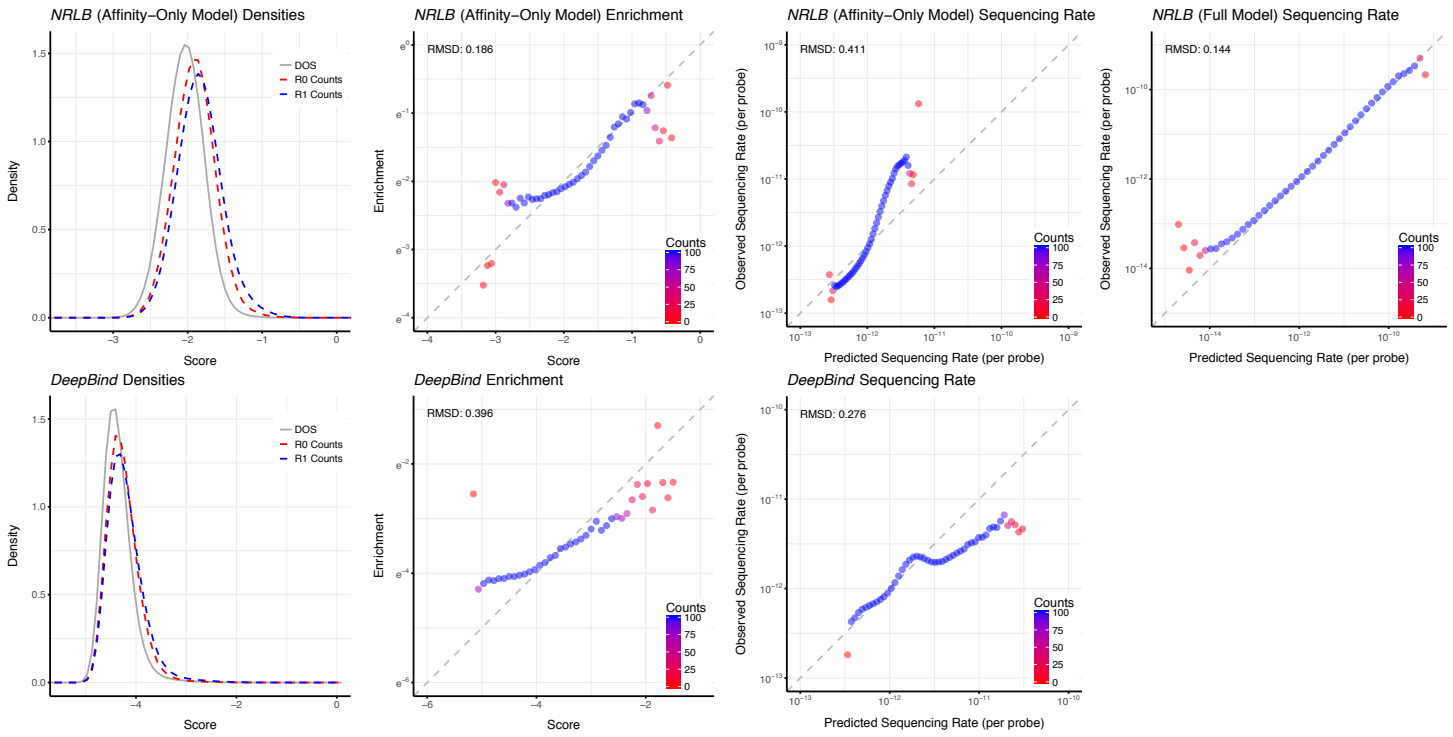 NRLB (Affinity−Only Model) Densities
1.5
1.0
0.5
0.0
Density
DOS
R0 Counts
R1 Counts
−3
−2
−1
0
Score
NRLB (Affinity−Only Model) Enrichment
RMSD: 0.186
e⁰
e⁻¹
e⁻²
e⁻³
e⁻⁴
Enrichment
Counts
100
75
50
25
0
−4
−3
−2
−1
0
Score
NRLB (Affinity−Only Model) Sequencing Rate
RMSD: 0.411
10⁻⁹
10⁻¹⁰
10⁻¹¹
10⁻¹²
10⁻¹³
Observed Sequencing Rate (per probe)
Counts
100
75
50
25
0
10⁻¹³
10⁻¹²
10⁻¹¹
10⁻¹⁰
10⁻⁹
Predicted Sequencing Rate (per probe)
NRLB (Full Model) Sequencing Rate
RMSD: 0.144
10⁻¹⁰
10⁻¹²
10⁻¹⁴
Observed Sequencing Rate (per probe)
Counts
100
75
50
25
0
10⁻¹⁴
10⁻¹²
10⁻¹⁰
Predicted Sequencing Rate (per probe)
DeepBind Densities
1.5
1.0
0.5
0.0
Density
DOS
R0 Counts
R1 Counts
−4
−2
0
Score
DeepBind Enrichment
RMSD: 0.396
e⁻²
e⁻⁴
e⁻⁶
Enrichment
Counts
100
75
50
25
0
−6
−4
−2
Score
DeepBind Sequencing Rate
RMSD: 0.276
10⁻¹⁰
10⁻¹¹
10⁻¹²
10⁻¹³
Observed Sequencing Rate (per probe)
Counts
100
75
50
25
0
10⁻¹³
10⁻¹²
10⁻¹¹
10⁻¹⁰
Predicted Sequencing Rate (per probe)